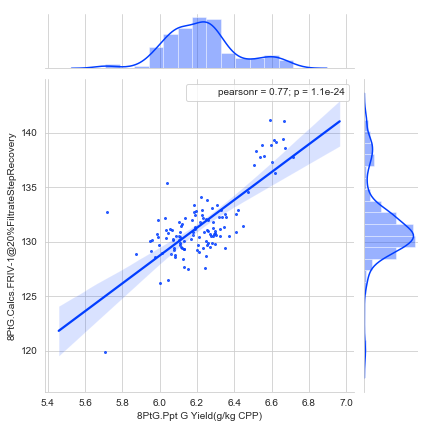 pearsonr = 0.77; p = 1.1e-24
8PtG.Calcs.FRIV-1@20%FiltrateStepRecovery
140
135
130
125
120
5.4 5.6 5.8 6.0 6.2 6.4 6.6 6.8 7.0
8PtG.Ppt G Yield(g/kg CPP)